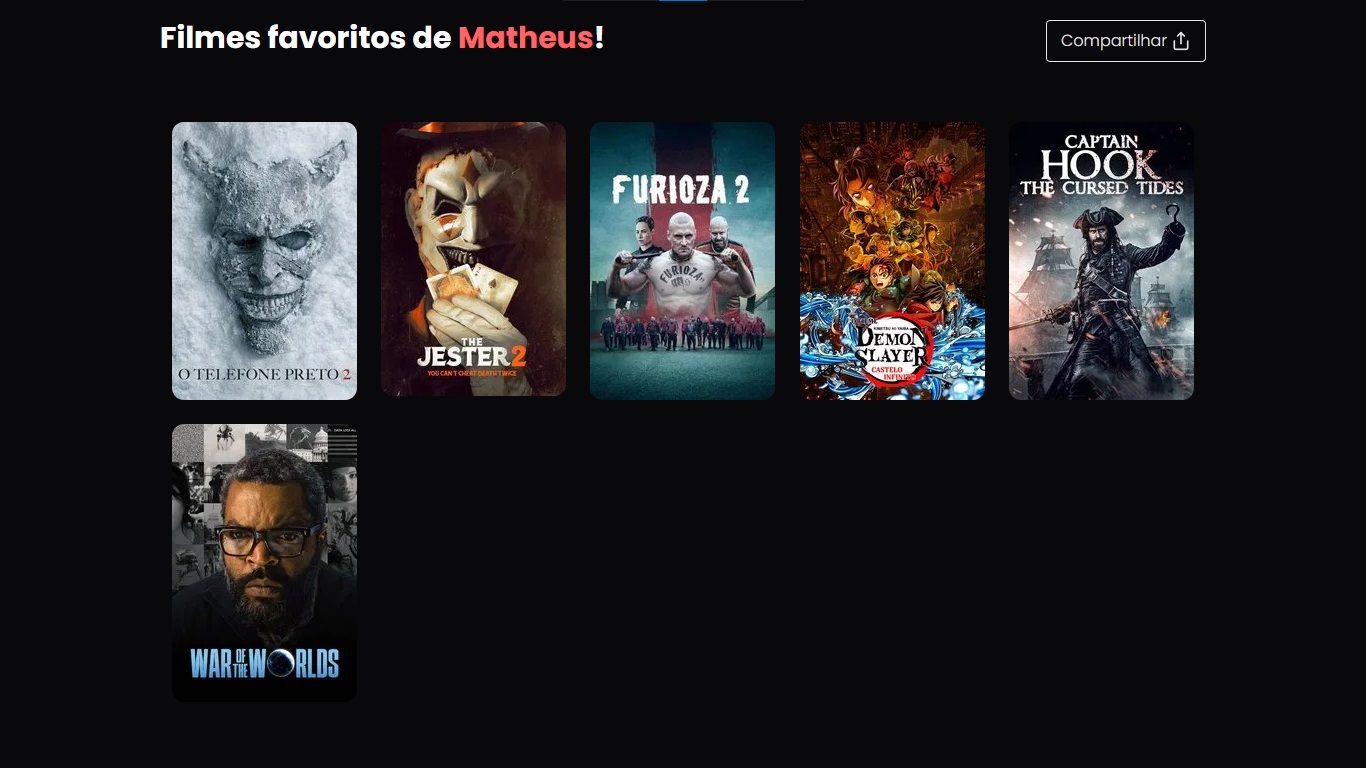 Filmes favoritos de Matheus!
Compartilhar
O TELEFONE PRETO 2
THE
JESTER 2
YOU CAN'T CHEAT DEATH TWICE
FURIOZA 2
FURIOZA
KIMETSU NO YAIBA
DEMON
SLAYER
CASTELO
INFINITO
CAPTAIN
HOOK
THE CURSED TIDES
WAR OF THE WORLDS